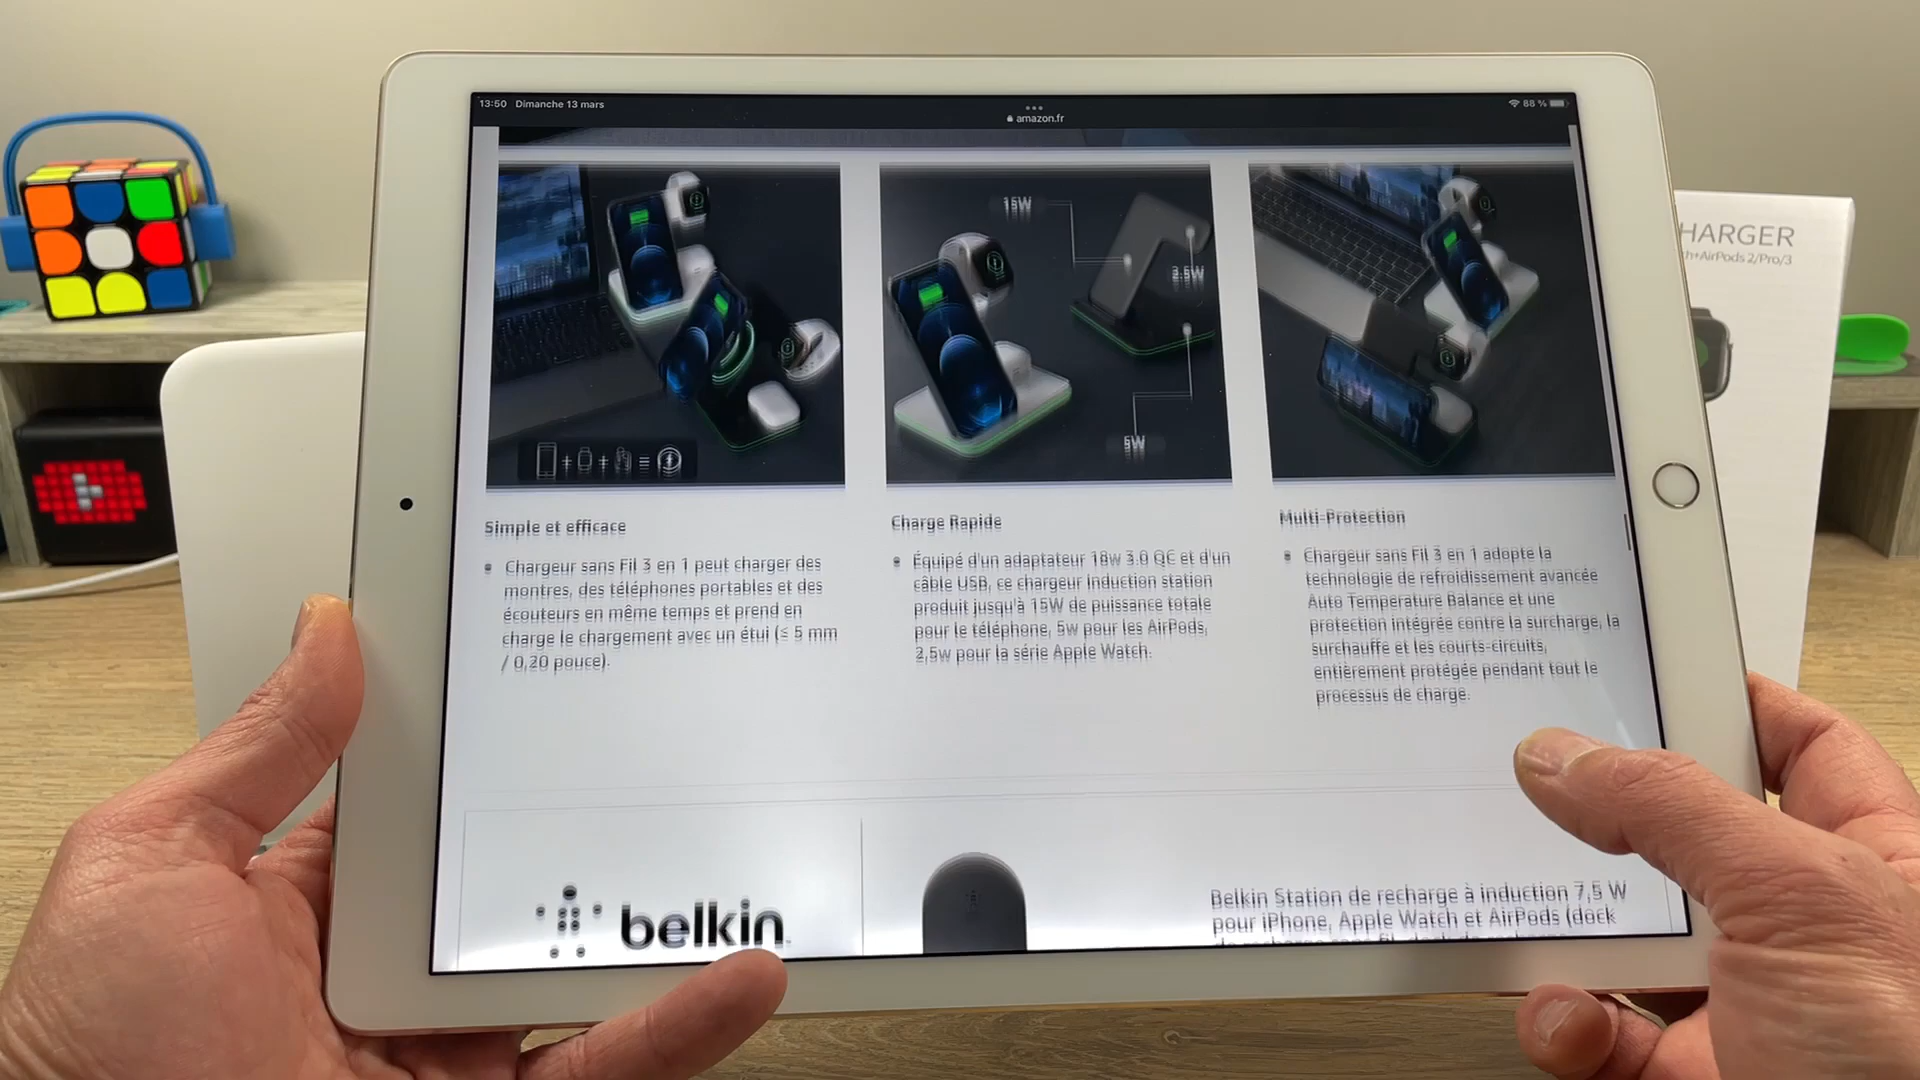 13:50 Dimanche 13 mars
amazon.fr
88 %
15W
2.5W
5W
HARGER
h+AirPods 2/Pro/3
Simple et efficace
Chargeur sans Fil 3 en 1 peut charger des
montres, des téléphones portables et des
écouteurs en même temps et prend en
charge le chargement avec un étui (≤ 5 mm
/ 0,20 pouce).
Charge Rapide
Équipé d'un adaptateur 18w 3.0 QC et d'un
câble USB, ce chargeur induction station
produit jusqu'à 15W de puissance totale
pour le téléphone, 5w pour les AirPods,
2,5w pour la série Apple Watch.
Multi-Protection
Chargeur sans Fil 3 en 1 adopte la
technologie de refroidissement avancée
Auto Temperature Balance et une
protection intégrée contre la surcharge, la
surchauffe et les courts-circuits,
entièrement protégée pendant tout le
processus de charge.
belkin
Belkin Station de recharge à induction 7,5 W
pour iPhone, Apple Watch et AirPods (dock